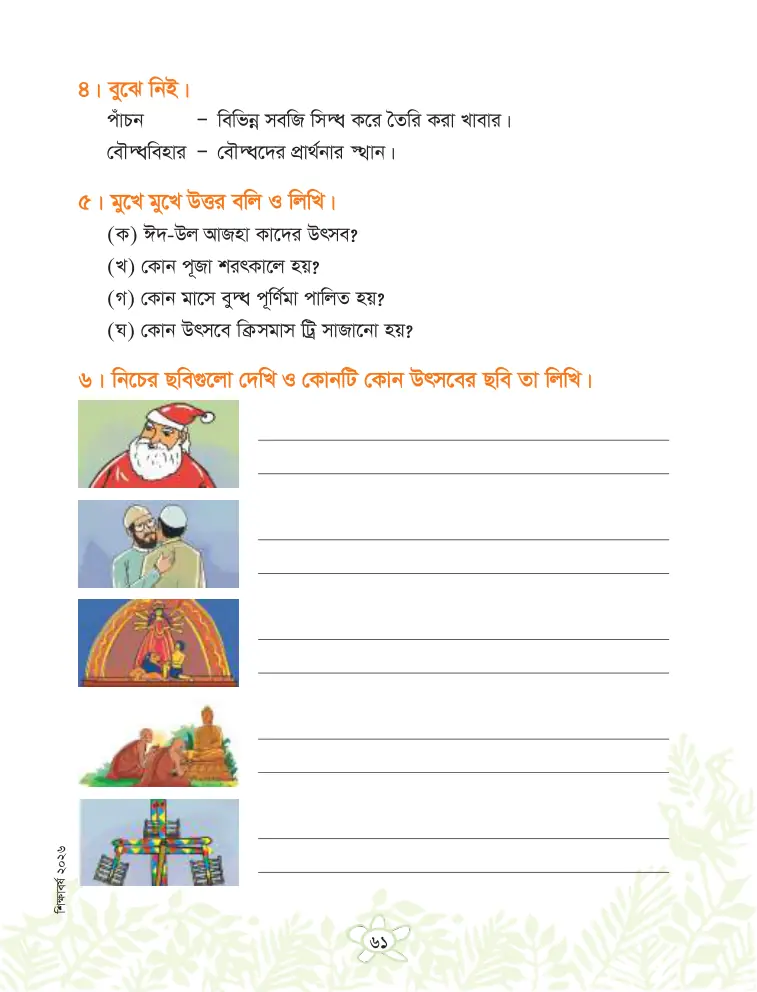 ৪। বুঝে নিই।
পাঁচন – বিভিন্ন সবজি সিদ্ধ করে তৈরি করা খাবার।
বৌদ্ধবিহার – বৌদ্ধদের প্রার্থনার স্থান।
৫। মুখে মুখে উত্তর বলি ও লিখি।
(ক) ঈদ-উল আজহা কাদের উৎসব?
(খ) কোন পূজা শরৎকালে হয়?
(গ) কোন মাসে বুদ্ধ পূর্ণিমা পালিত হয়?
(ঘ) কোন উৎসবে ক্রিসমাস ট্রি সাজানো হয়?
৬। নিচের ছবিগুলো দেখি ও কোনটি কোন উৎসবের ছবি তা লিখি।
শিক্ষাবর্ষ ২০২৬
৬১